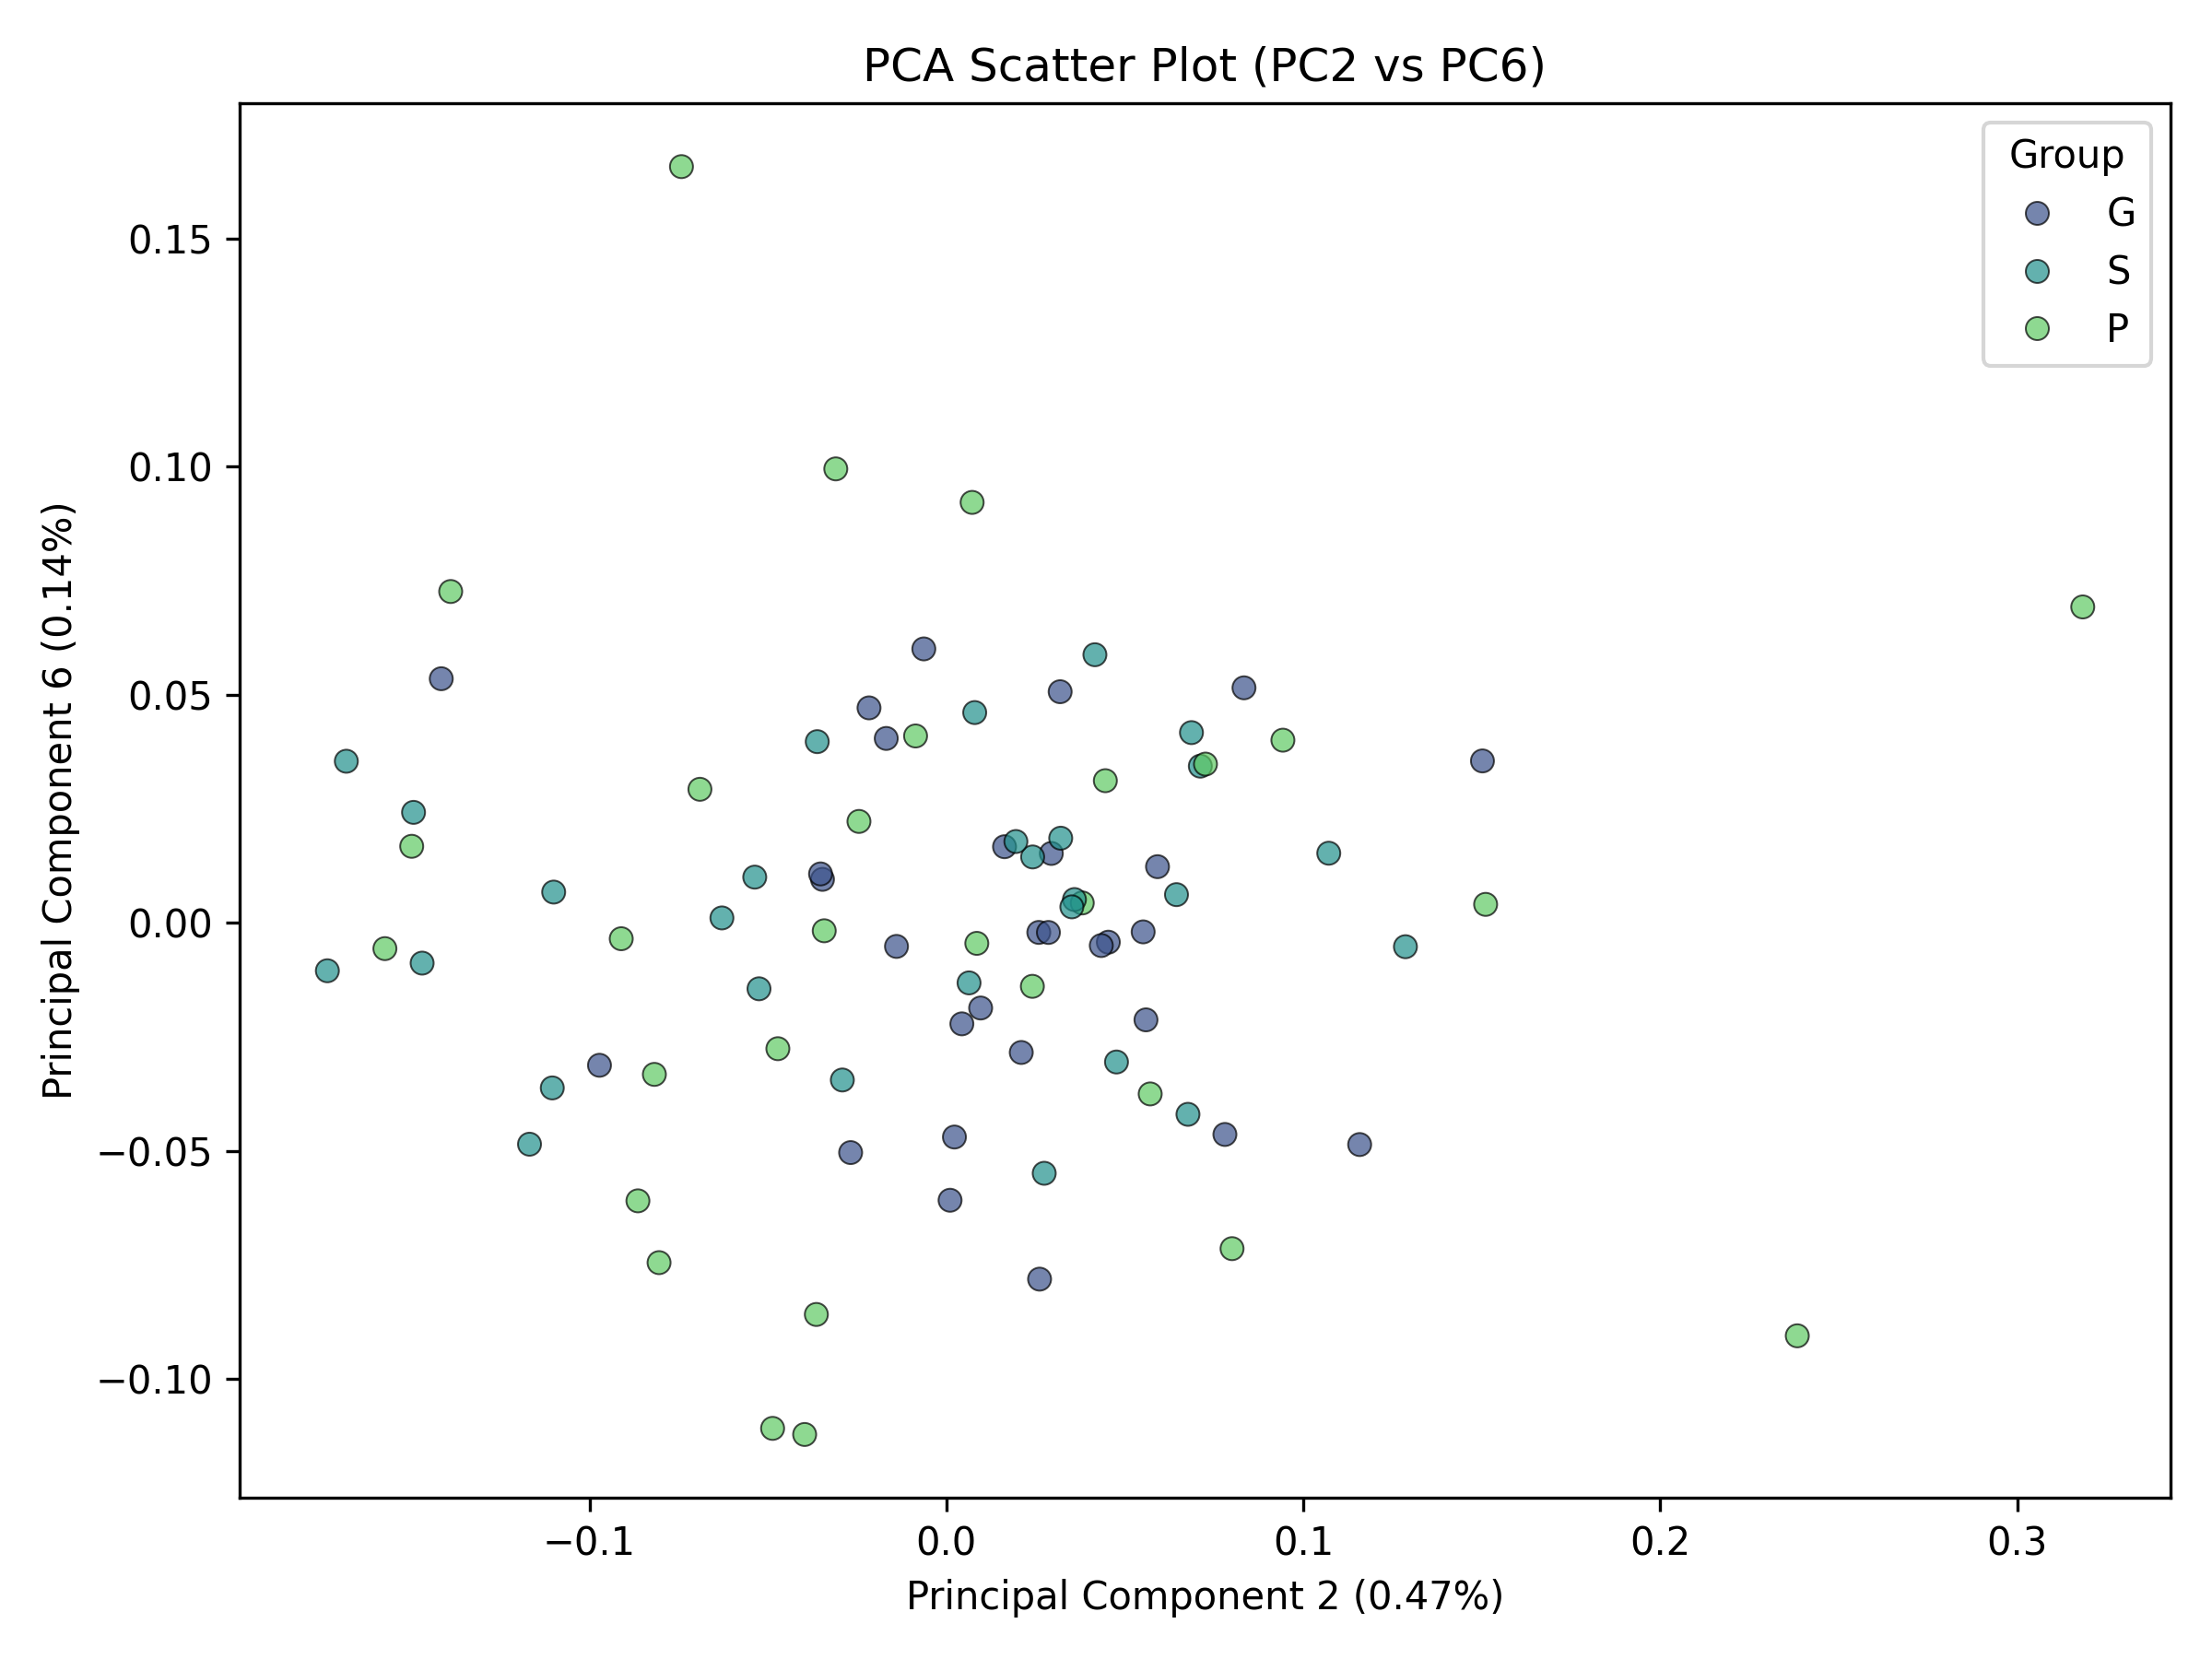 PCA Scatter Plot (PC2 vs PC6)
Group
G
S
P
0.15
0.10
0.05
0.00
−0.05
−0.10
Principal Component 6 (0.14%)
−0.1 0.0 0.1 0.2 0.3
Principal Component 2 (0.47%)